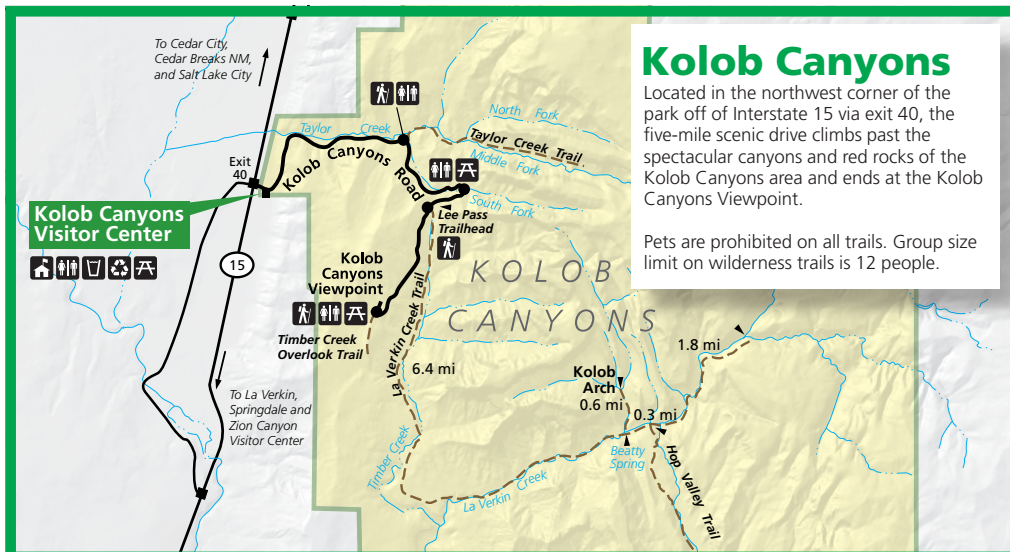 To Cedar City,
Cedar Breaks NM,
and Salt Lake City
Kolob Canyons
Located in the northwest corner of the
park off of Interstate 15 via exit 40, the
five-mile scenic drive climbs past the
spectacular canyons and red rocks of the
Kolob Canyons area and ends at the Kolob
Canyons Viewpoint.
Pets are prohibited on all trails. Group size
limit on wilderness trails is 12 people.
North Fork
Taylor Creek
Taylor Creek Trail
Middle Fork
Exit
40
Kolob Canyons Road
South Fork
Kolob Canyons
Visitor Center
Lee Pass
Trailhead
15
Kolob
Canyons
Viewpoint
KOLOB
CANYONS
Timber Creek
Overlook Trail
La Verkin Creek Trail
6.4 mi
1.8 mi
Kolob
Arch
0.6 mi
0.3 mi
To La Verkin,
Springdale and
Zion Canyon
Visitor Center
Timber Creek
Beatty
Spring
Hop Valley Trail
La Verkin Creek